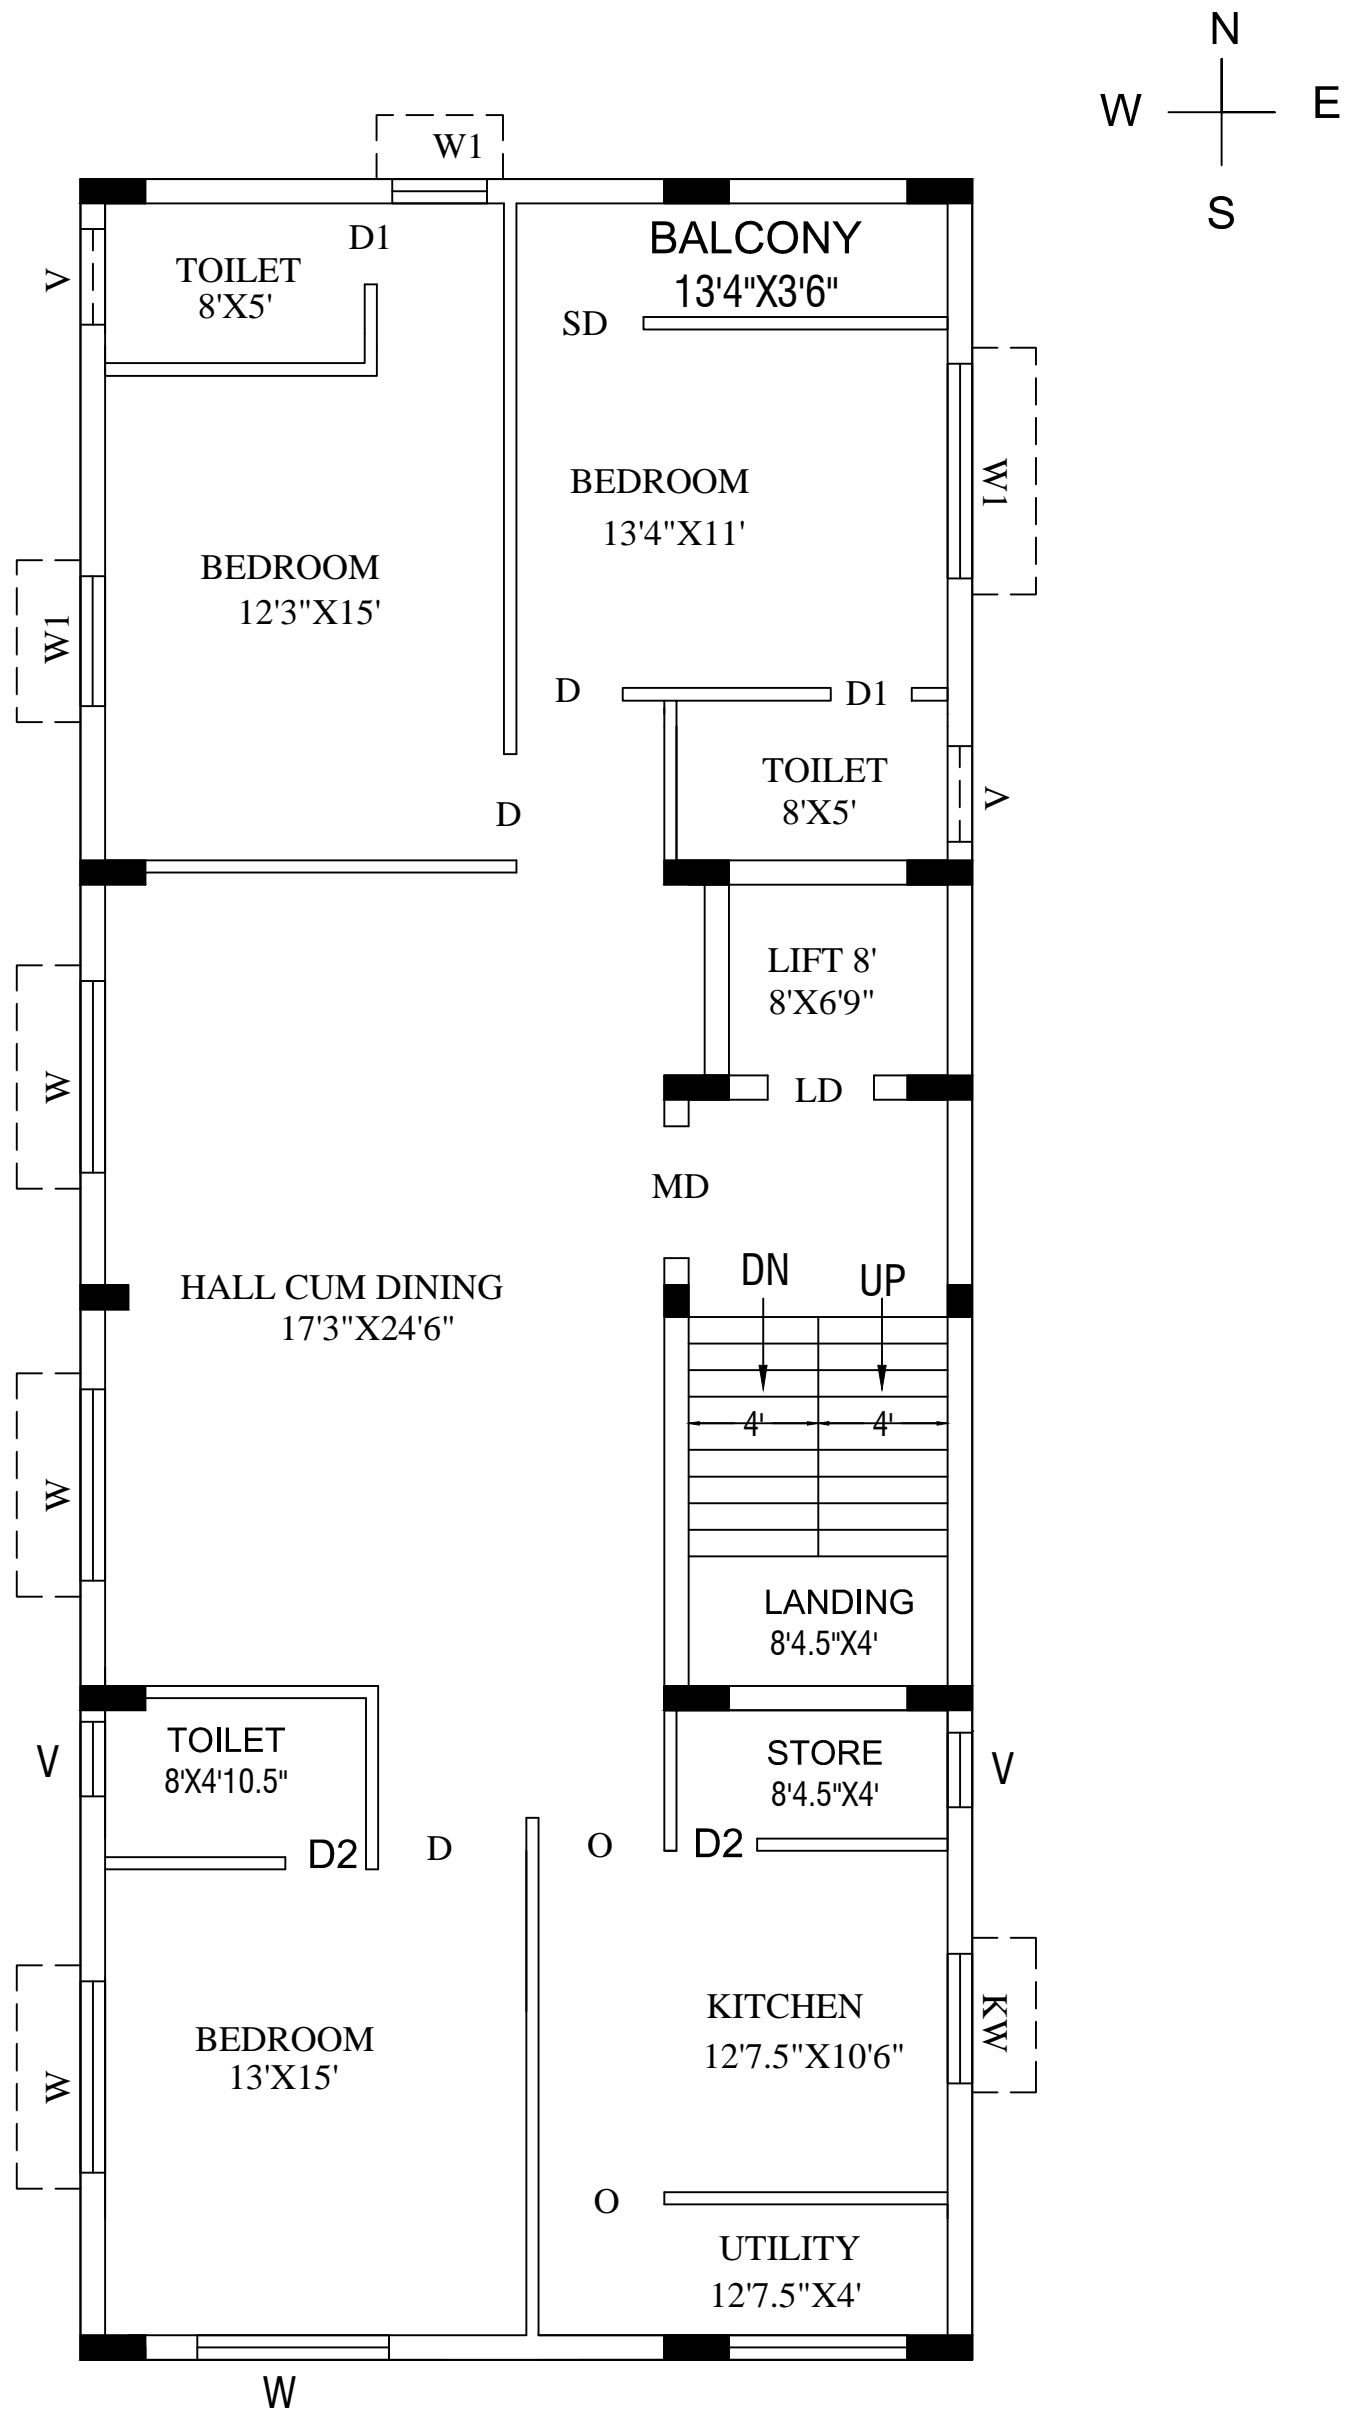 N
W
E
S
W1
D1
TOILET
8'X5'
V
BALCONY
13'4"X3'6"
SD
BEDROOM
13'4"X11'
W1
BEDROOM
12'3"X15'
W1
D
D1
TOILET
8'X5'
V
D
LIFT 8'
8'X6'9"
LD
W
MD
DN
UP
HALL CUM DINING
17'3"X24'6"
4'
4'
W
LANDING
8'4.5"X4'
TOILET
8'X4'10.5"
V
STORE
8'4.5"X4'
V
D2
D
O
D2
KITCHEN
12'7.5"X10'6"
KW
BEDROOM
13'X15'
W
O
UTILITY
12'7.5"X4'
W